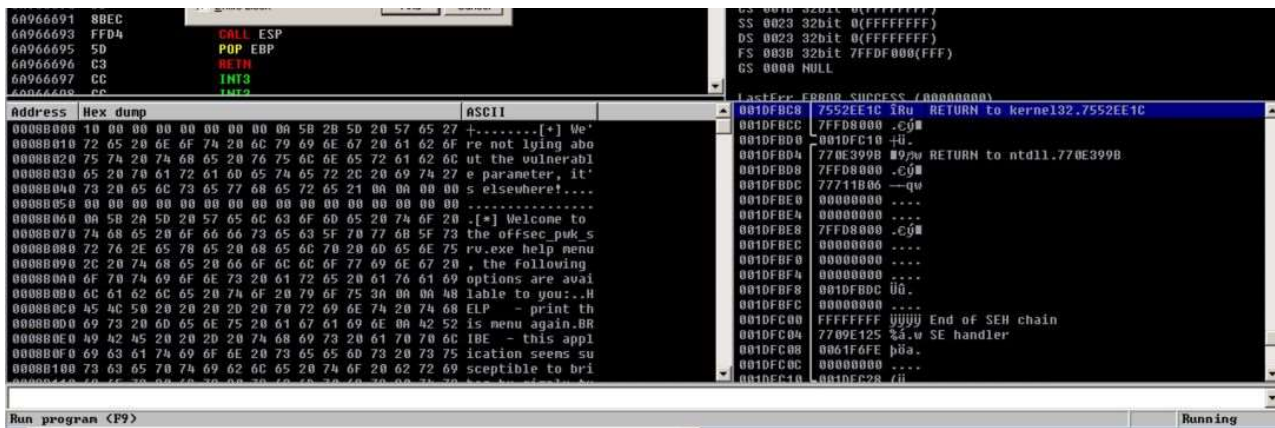 6A966691 8BEC
6A966693 FFD4 CALL ESP
6A966695 5D POP EBP
6A966696 C3 RETN
6A966697 CC INT3
SS 0023 32bit 0(FFFFFFFF)
DS 0023 32bit 0(FFFFFFFF)
FS 003B 32bit 7FFDF000(FFF)
GS 0000 NULL
LastErr ERROR_SUCCESS (00000000)
Address Hex dump ASCII
0008B000 10 00 00 00 00 00 00 00 0A 5B 2B 5D 20 57 65 27 +........[+] We'
0008B010 72 65 20 6E 6F 74 20 6C 79 69 6E 67 20 61 62 6F re not lying abo
0008B020 75 74 20 74 68 65 20 76 75 6C 6E 65 72 61 62 6C ut the vulnerabl
0008B030 65 20 70 61 72 61 6D 65 74 65 72 2C 20 69 74 27 e parameter, it'
0008B040 73 20 65 6C 73 65 77 68 65 72 65 21 0A 0A 00 00 s elsewhere!....
0008B050 00 00 00 00 00 00 00 00 00 00 00 00 00 00 00 00 ................
0008B060 0A 5B 2A 5D 20 57 65 6C 63 6F 6D 65 20 74 6F 20 .[*] Welcome to
0008B070 74 68 65 20 6F 66 66 73 65 63 5F 70 77 6B 5F 73 the offsec_pwk_s
0008B080 72 76 2E 65 78 65 20 68 65 6C 70 20 6D 65 6E 75 rv.exe help menu
0008B090 2C 20 74 68 65 20 66 6F 6C 6C 6F 77 69 6E 67 20 , the following
0008B0A0 6F 70 74 69 6F 6E 73 20 61 72 65 20 61 76 61 69 options are avai
0008B0B0 6C 61 62 6C 65 20 74 6F 20 79 6F 75 3A 0A 0A 48 lable to you:..H
0008B0C0 45 4C 50 20 20 20 2D 20 70 72 69 6E 74 20 74 68 ELP   - print th
0008B0D0 69 73 20 6D 65 6E 75 20 61 67 61 69 6E 0A 42 52 is menu again.BR
0008B0E0 49 42 45 20 20 2D 20 74 68 69 73 20 61 70 70 6C IBE  - this appl
0008B0F0 69 63 61 74 69 6F 6E 20 73 65 65 6D 73 20 73 75 ication seems su
0008B100 73 63 65 70 74 69 62 6C 65 20 74 6F 20 62 72 69 sceptible to bri
001DFBC8 7552EE1C îRu RETURN to kernel32.7552EE1C
001DFBCC 7FFD8000 .€ý
001DFBD0 001DFC10 +ü.
001DFBD4 770E399B 9w RETURN to ntdll.770E399B
001DFBD8 7FFD8000 .€ý
001DFBDC 77711B06 qw
001DFBE0 00000000 ....
001DFBE4 00000000 ....
001DFBE8 7FFD8000 .€ý
001DFBEC 00000000 ....
001DFBF0 00000000 ....
001DFBF4 00000000 ....
001DFBF8 001DFBDC Üû.
001DFBFC 00000000 ....
001DFC00 FFFFFFFF ÿÿÿÿ End of SEH chain
001DFC04 7709E125 %á.w SE handler
001DFC08 0061F6FE þöa.
001DFC0C 00000000 ....
001DFC10 001DFC28 (ü
Run program (F9) Running